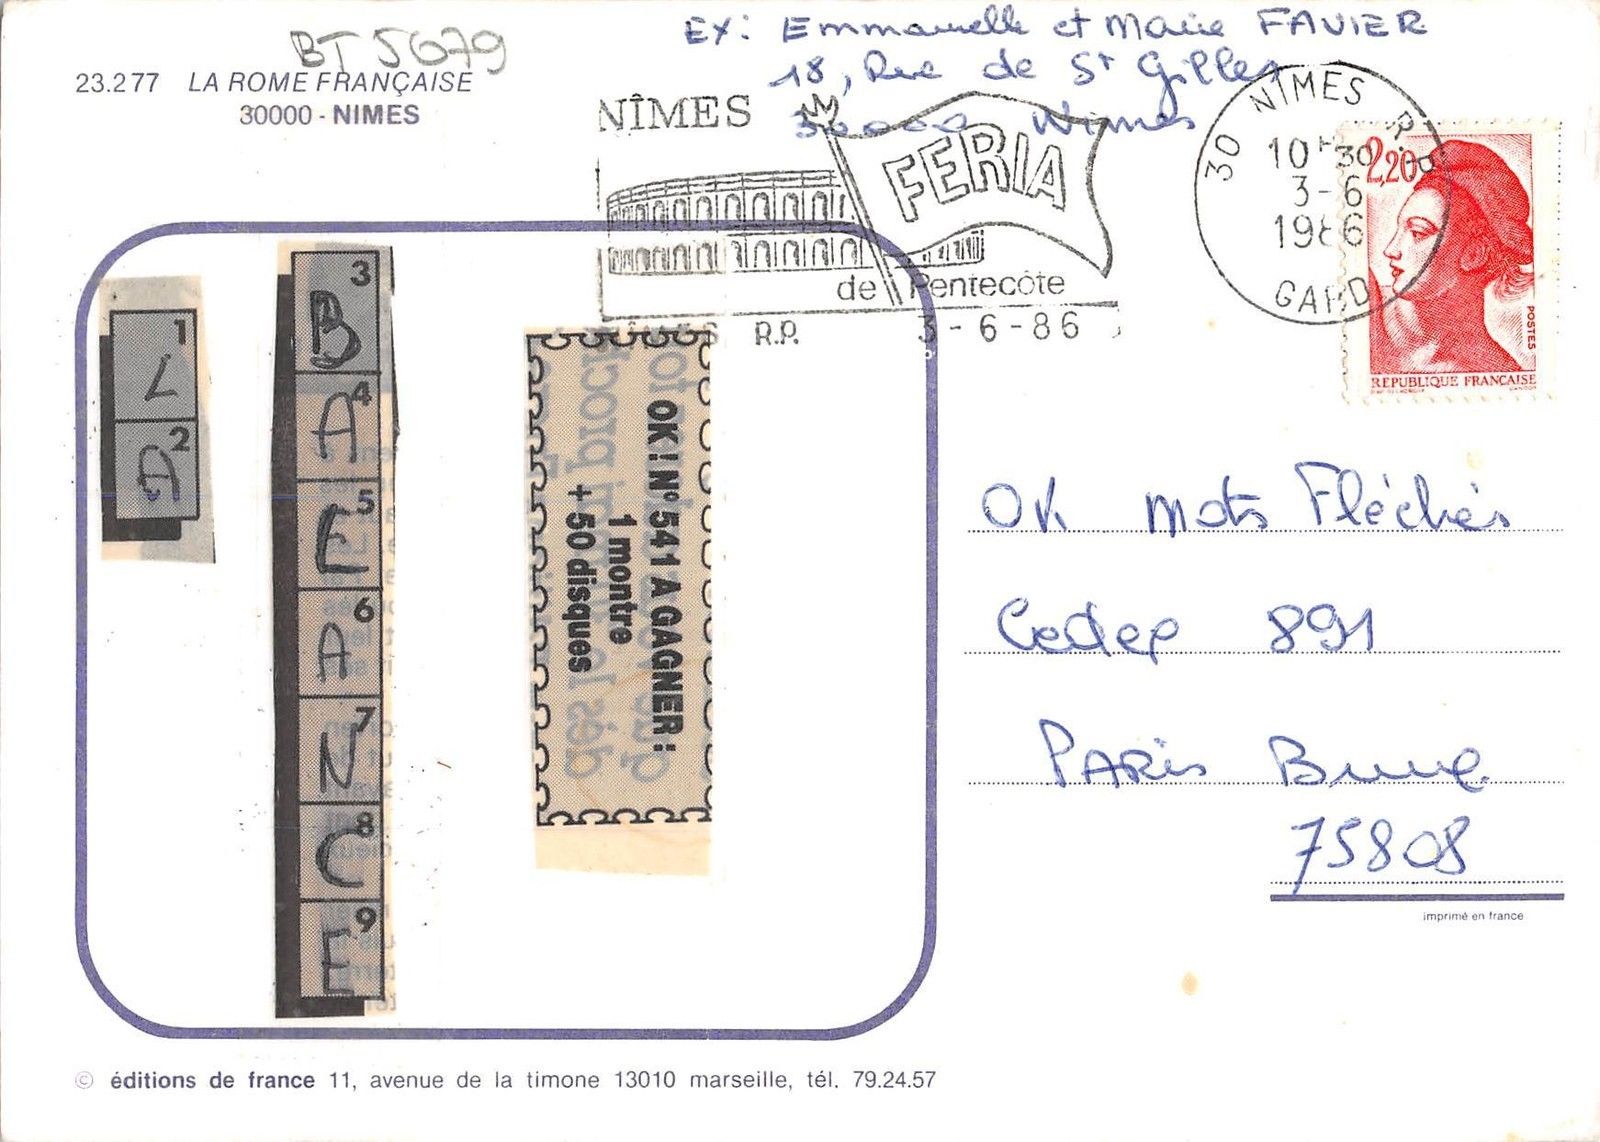 BT 5679
23.277 LA ROME FRANÇAISE
30000 - NIMES
EX: Emmanuelle et Marie FAVIER
18, Rue de St Gilles
30000 Nimes
NÎMES
FERIA
de Pentecôte
R.P. 3-6-86
30 NIMES R.P.
10H30
3-6
1986
GARD
2,20
POSTES
REPUBLIQUE FRANÇAISE
1 L
2 A
3 B
4 A
5 L
6 A
7 N
8 C
9 E
OK! N° 541 A GAGNER:
1 montre
+ 50 disques
OK Mots Fléchés
Cedex 891
PARis Brune
75808
imprimé en france
© éditions de france 11, avenue de la timone 13010 marseille, tél. 79.24.57